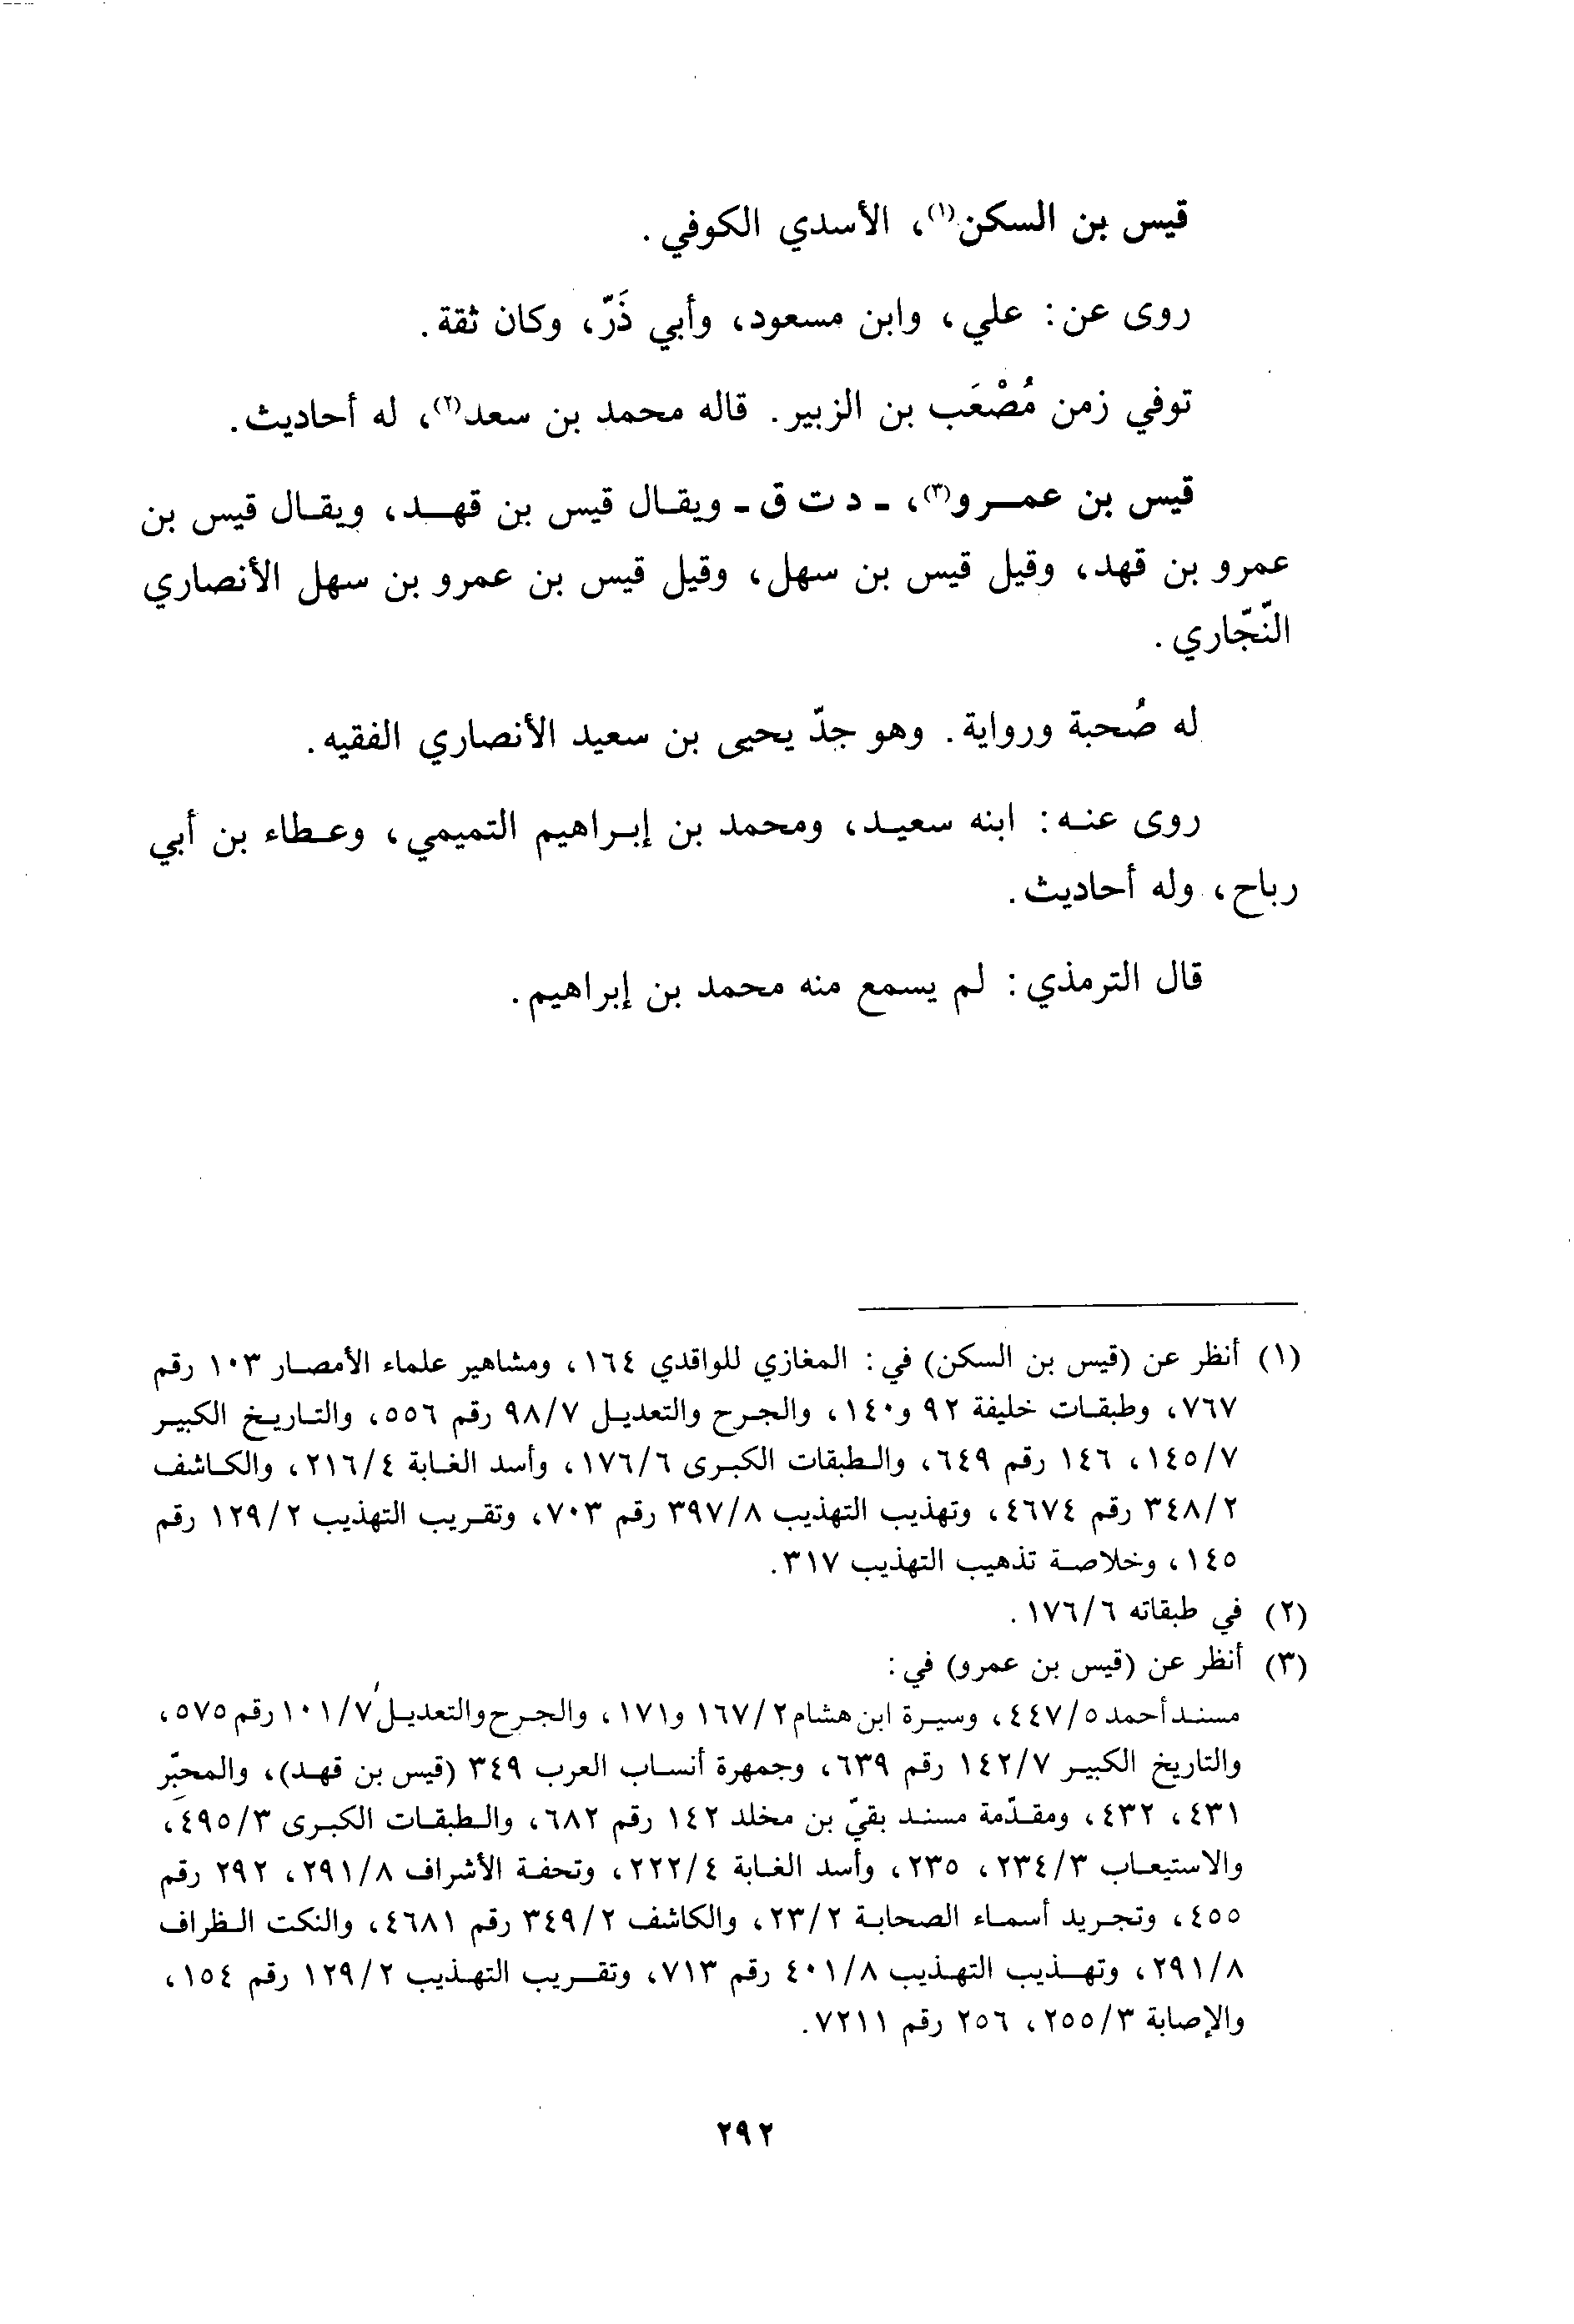 قيس بن السكن(١)، الأسدي الكوفي.
روى عن: علي، وابن مسعود، وأبي ذَرّ، وكان ثقة.
توفي زمن مُصْعَب بن الزبير. قاله محمد بن سعد(٢)، له أحاديث.
قيس بن عمرو(٣)، - د ت ق - ويقال قيس بن قهد، ويقال قيس بن
عمرو بن قهد، وقيل قيس بن سهل، وقيل قيس بن عمرو بن سهل الأنصاري
النّجّاري.
له صُحبة ورواية. وهو جدّ يحيى بن سعيد الأنصاري الفقيه.
روى عنه: ابنه سعيد، ومحمد بن إبراهيم التميمي، وعطاء بن أبي
رباح، وله أحاديث.
قال الترمذي: لم يسمع منه محمد بن إبراهيم.
(١) أنظر عن (قيس بن السكن) في: المغازي للواقدي ١٦٤، ومشاهير علماء الأمصار ١٠٣ رقم
٧٦٧، وطبقات خليفة ٩٢ و١٤٠، والجرح والتعديل ٩٨/٧ رقم ٥٥٦، والتاريخ الكبير
١٤٥/٧، ١٤٦ رقم ٦٤٩، والطبقات الكبرى ١٧٦/٦، وأسد الغابة ٢١٦/٤، والكاشف
٣٤٨/٢ رقم ٤٦٧٤، وتهذيب التهذيب ٣٩٧/٨ رقم ٧٠٣، وتقريب التهذيب ١٢٩/٢ رقم
١٤٥، وخلاصة تذهيب التهذيب ٣١٧.
(٢) في طبقاته ١٧٦/٦.
(٣) أنظر عن (قيس بن عمرو) في:
مسند أحمد ٤٤٧/٥، وسيرة ابن هشام ١٦٧/٢ و١٧١، والجرح والتعديل ١٠١/٧ رقم ٥٧٥،
والتاريخ الكبير ١٤٢/٧ رقم ٦٣٩، وجمهرة أنساب العرب ٣٤٩ (قيس بن قهد)، والمحبّر
٤٣١، ٤٣٢، ومقدّمة مسند بقيّ بن مخلد ١٤٢ رقم ٦٨٢، والطبقات الكبرى ٤٩٥/٣،
والاستيعاب ٢٣٤/٣، ٢٣٥، وأسد الغابة ٢٢٢/٤، وتحفة الأشراف ٢٩١/٨، ٢٩٢ رقم
٤٥٥، وتجريد أسماء الصحابة ٢٣/٢، والكاشف ٣٤٩/٢ رقم ٤٦٨١، والنكت الظراف
٢٩١/٨، وتهذيب التهذيب ٤٠١/٨ رقم ٧١٣، وتقريب التهذيب ١٢٩/٢ رقم ١٥٤،
والإصابة ٢٥٥/٣، ٢٥٦ رقم ٧٢١١.
٢٩٢